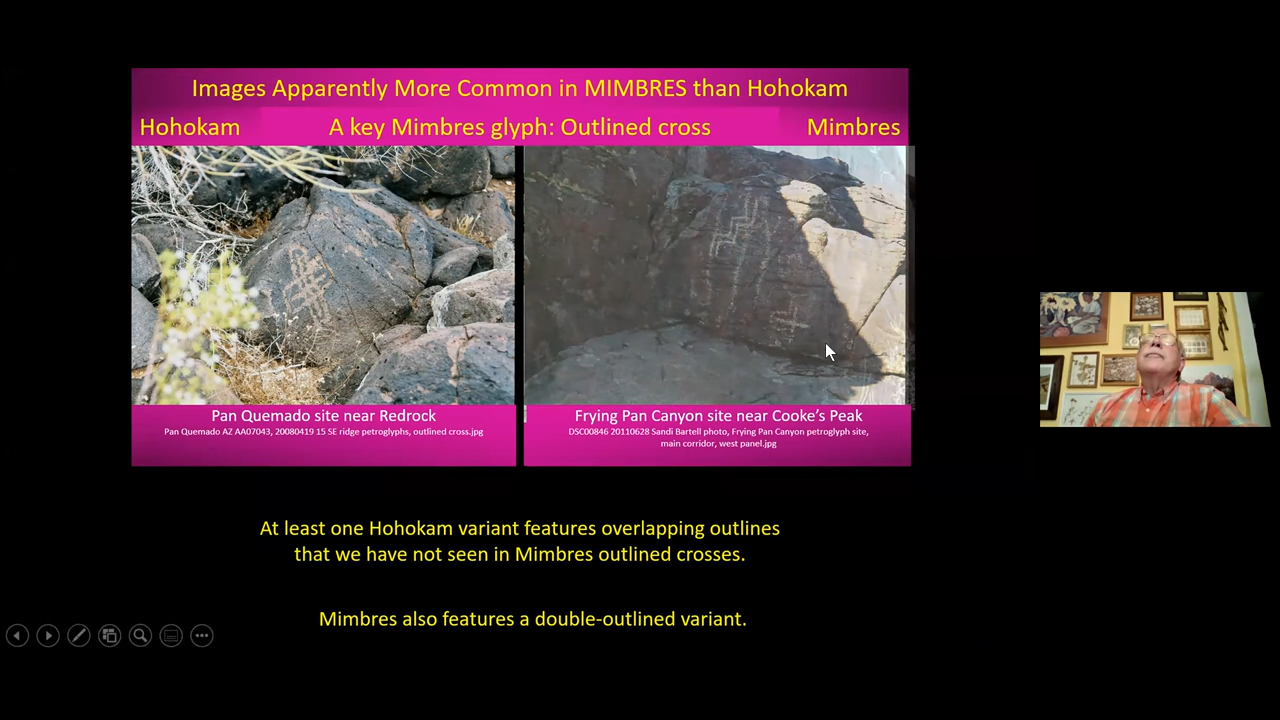 Images Apparently More Common in MIMBRES than Hohokam
Hohokam
A key Mimbres glyph: Outlined cross
Mimbres
Pan Quemado site near Redrock
Pan Quemado AZ AA07043, 20080419 15 SE ridge petroglyphs, outlined cross.jpg
Frying Pan Canyon site near Cooke's Peak
DSC00846 20110628 Sandi Bartell photo, Frying Pan Canyon petroglyph site,
main corridor, west panel.jpg
At least one Hohokam variant features overlapping outlines
that we have not seen in Mimbres outlined crosses.
Mimbres also features a double-outlined variant.